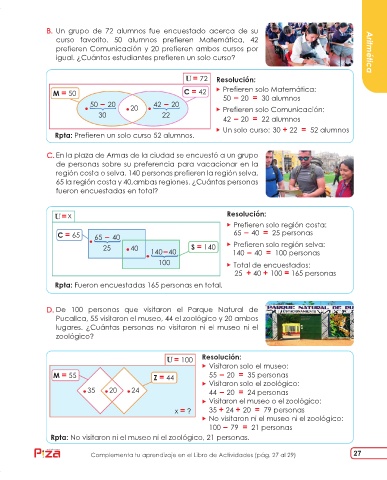 B. Un grupo de 72 alumnos fue encuestado acerca de su
curso favorito. 50 alumnos prefieren Matemática, 42
prefieren Comunicación y 20 prefieren ambos cursos por
igual. ¿Cuántos estudiantes prefieren un solo curso?
Aritmética
U = 72
M = 50
C = 42
50 − 20
30
20
42 − 20
22
Resolución:
Prefieren solo Matemática:
50 − 20 = 30 alumnos
Prefieren solo Comunicación:
42 − 20 = 22 alumnos
Un solo curso: 30 + 22 = 52 alumnos
Rpta: Prefieren un solo curso 52 alumnos.
C. En la plaza de Armas de la ciudad se encuestó a un grupo
de personas sobre su preferencia para vacacionar en la
región costa o selva. 140 personas prefieren la región selva,
65 la región costa y 40 ambas regiones. ¿Cuántas personas
fueron encuestadas en total?
U = x
C = 65
65 − 40
25
40
140−40
100
S = 140
Resolución:
Prefieren solo región costa:
65 − 40 = 25 personas
Prefieren solo región selva:
140 − 40 = 100 personas
Total de encuestados:
25 + 40 + 100 = 165 personas
Rpta: Fueron encuestadas 165 personas en total.
D. De 100 personas que visitaron el Parque Natural de
Pucallpa, 55 visitaron el museo, 44 el zoológico y 20 ambos
lugares. ¿Cuántas personas no visitaron ni el museo ni el
zoológico?
PARQUE NATURAL DE PU
U = 100
M = 55
Z = 44
35
20
24
x = ?
Resolución:
Visitaron solo el museo:
55 − 20 = 35 personas
Visitaron solo el zoológico:
44 − 20 = 24 personas
Visitaron el museo o el zoológico:
35 + 24 + 20 = 79 personas
No visitaron ni el museo ni el zoológico:
100 − 79 = 21 personas
Rpta: No visitaron ni el museo ni el zoológico, 21 personas.
Complementa tu aprendizaje en el Libro de Actividades (pág. 27 al 29)
27